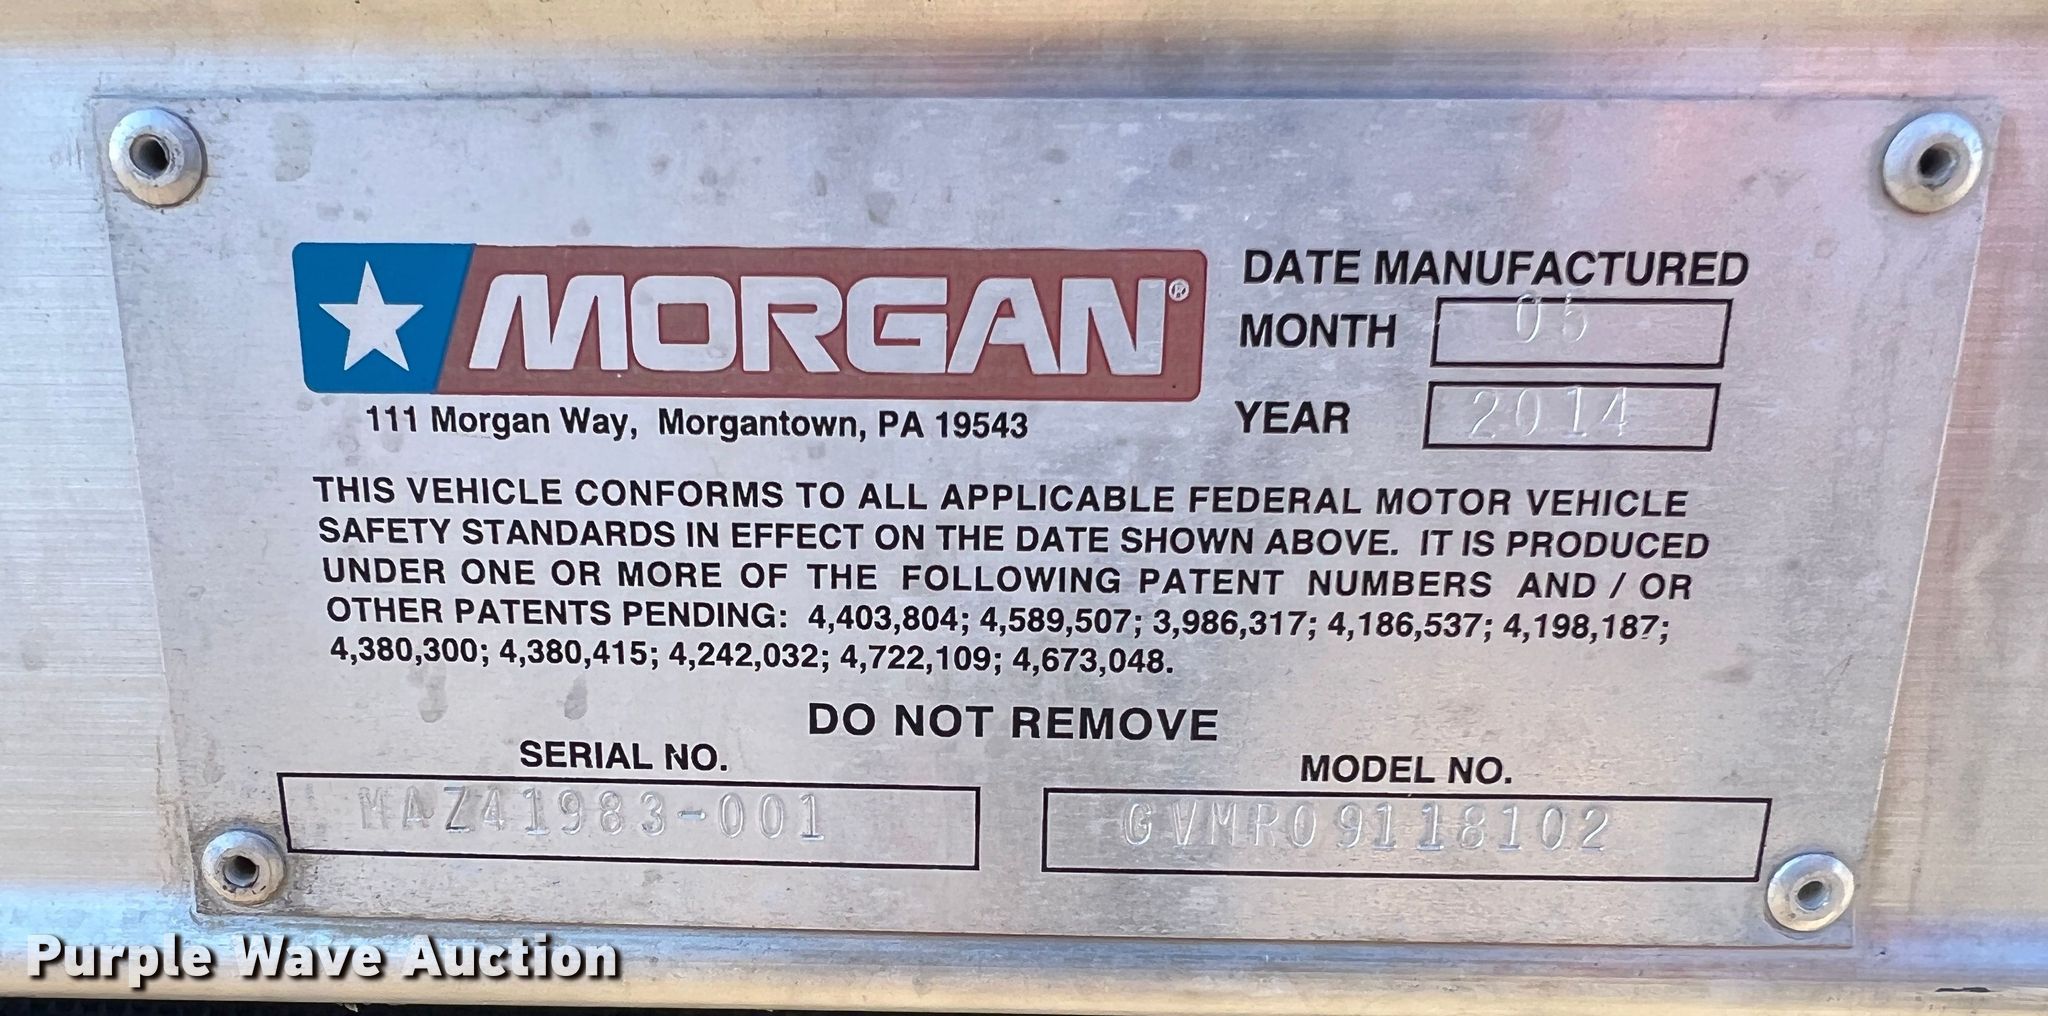 MORGAN®
111 Morgan Way, Morgantown, PA 19543
DATE MANUFACTURED
MONTH 05
YEAR 2014
THIS VEHICLE CONFORMS TO ALL APPLICABLE FEDERAL MOTOR VEHICLE
SAFETY STANDARDS IN EFFECT ON THE DATE SHOWN ABOVE. IT IS PRODUCED
UNDER ONE OR MORE OF THE FOLLOWING PATENT NUMBERS AND / OR
OTHER PATENTS PENDING: 4,403,804; 4,589,507; 3,986,317; 4,186,537; 4,198,187;
4,380,300; 4,380,415; 4,242,032; 4,722,109; 4,673,048.
DO NOT REMOVE
SERIAL NO.
MAZ41983-001
MODEL NO.
GVMR09118102
Purple Wave Auction